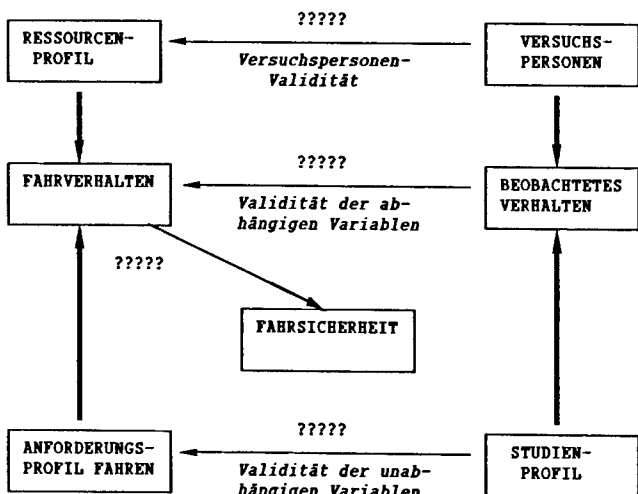 ?????
RESSOURCEN-
PROFIL
Versuchspersonen-
Validität
VERSUCHS-
PERSONEN
?????
FAHRVERHALTEN
Validität der ab-
hängigen Variablen
BEOBACHTETES
VERHALTEN
?????
FAHRSICHERHEIT
?????
ANFORDERUNGS-
PROFIL FAHREN
Validität der unab-
hängigen Variablen
STUDIEN-
PROFIL